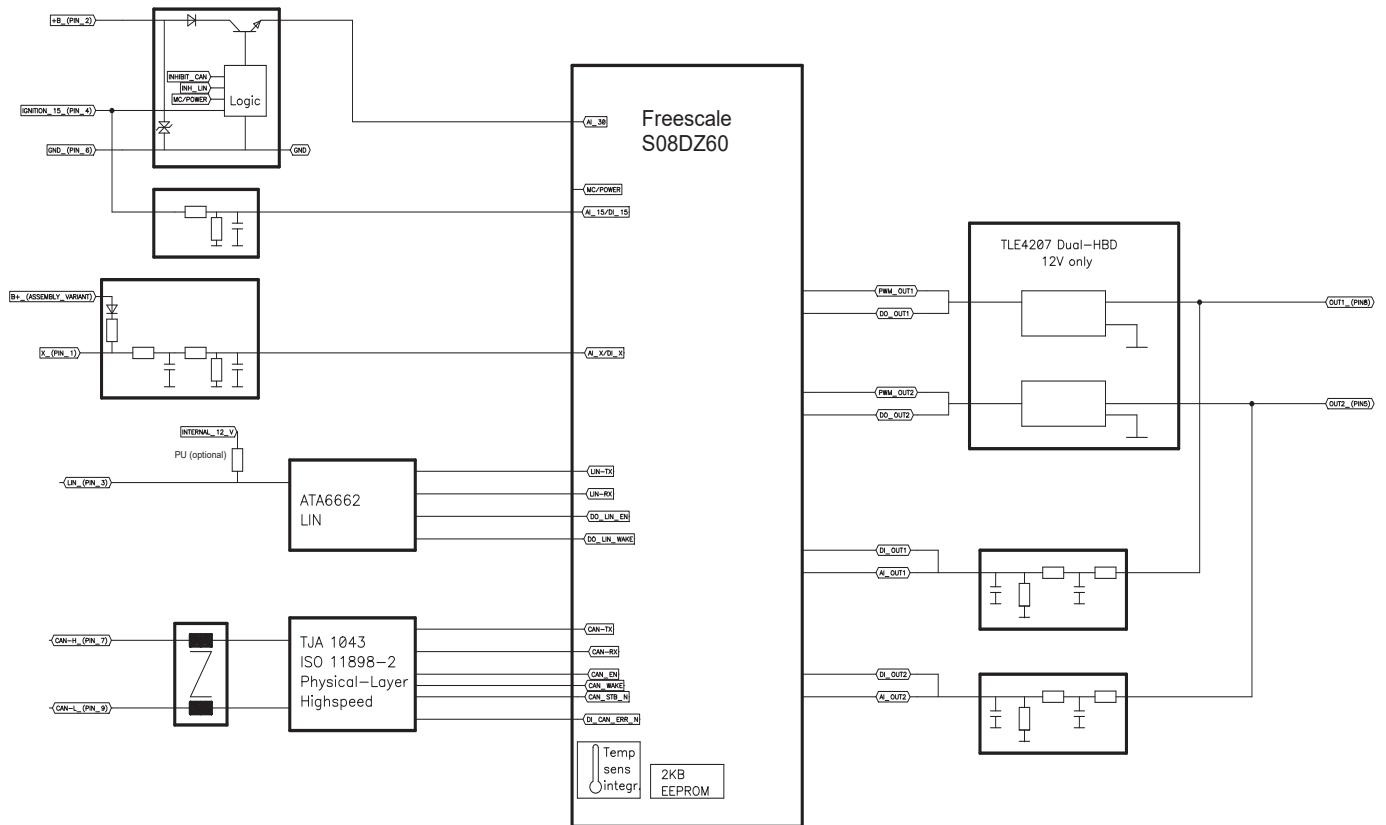 +B_(PIN_2)
INHIBIT_CAN
INH_LIN
MC/POWER
Logic
IGNITION_15_(PIN_4)
GND_(PIN_6)
GND
B+_(ASSEMBLY_VARIANT)
X_(PIN_1)
INTERNAL_12_V
PU (optional)
LIN_(PIN_3)
ATA6662
LIN
CAN-H_(PIN_7)
CAN-L_(PIN_9)
TJA 1043
ISO 11898-2
Physical-Layer
Highspeed
Freescale
S08DZ60
AI_30
MC/POWER
AI_15/DI_15
AI_X/DI_X
LIN-TX
LIN-RX
DO_LIN_EN
DO_LIN_WAKE
CAN-TX
CAN-RX
CAN_EN
CAN_WAKE
CAN_STB_N
DI_CAN_ERR_N
Temp
sens
integr.
2KB
EEPROM
PWM_OUT1
DO_OUT1
PWM_OUT2
DO_OUT2
DI_OUT1
AI_OUT1
DI_OUT2
AI_OUT2
TLE4207 Dual-HBD
12V only
OUT1_(PIN8)
OUT2_(PIN5)